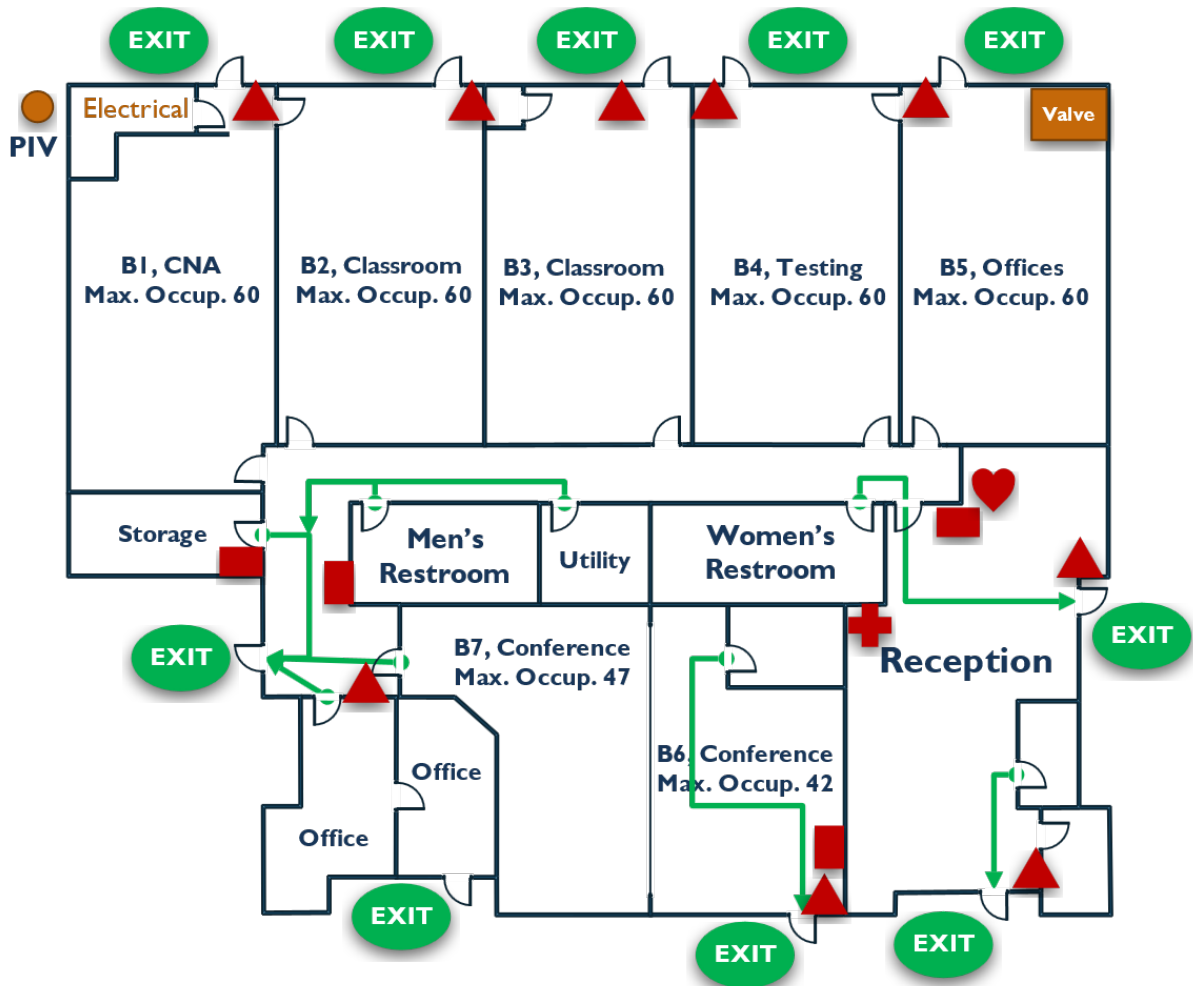 EXIT
EXIT
EXIT
EXIT
EXIT
Electrical
PIV
Valve
B1, CNA
Max. Occup. 60
B2, Classroom
Max. Occup. 60
B3, Classroom
Max. Occup. 60
B4, Testing
Max. Occup. 60
B5, Offices
Max. Occup. 60
Storage
Men's
Restroom
Utility
Women's
Restroom
EXIT
B7, Conference
Max. Occup. 47
Reception
EXIT
B6, Conference
Max. Occup. 42
Office
Office
EXIT
EXIT
EXIT